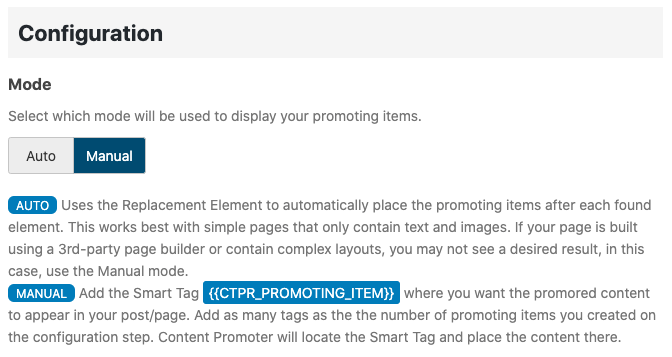 Configuration
Mode
Select which mode will be used to display your promoting items.
Auto Manual
AUTO Uses the Replacement Element to automatically place the promoting items after each found
element. This works best with simple pages that only contain text and images. If your page is built
using a 3rd-party page builder or contain complex layouts, you may not see a desired result, in this
case, use the Manual mode.
MANUAL Add the Smart Tag {{CTPR_PROMOTING_ITEM}} where you want the promored content
to appear in your post/page. Add as many tags as the the number of promoting items you created on
the configuration step. Content Promoter will locate the Smart Tag and place the content there.